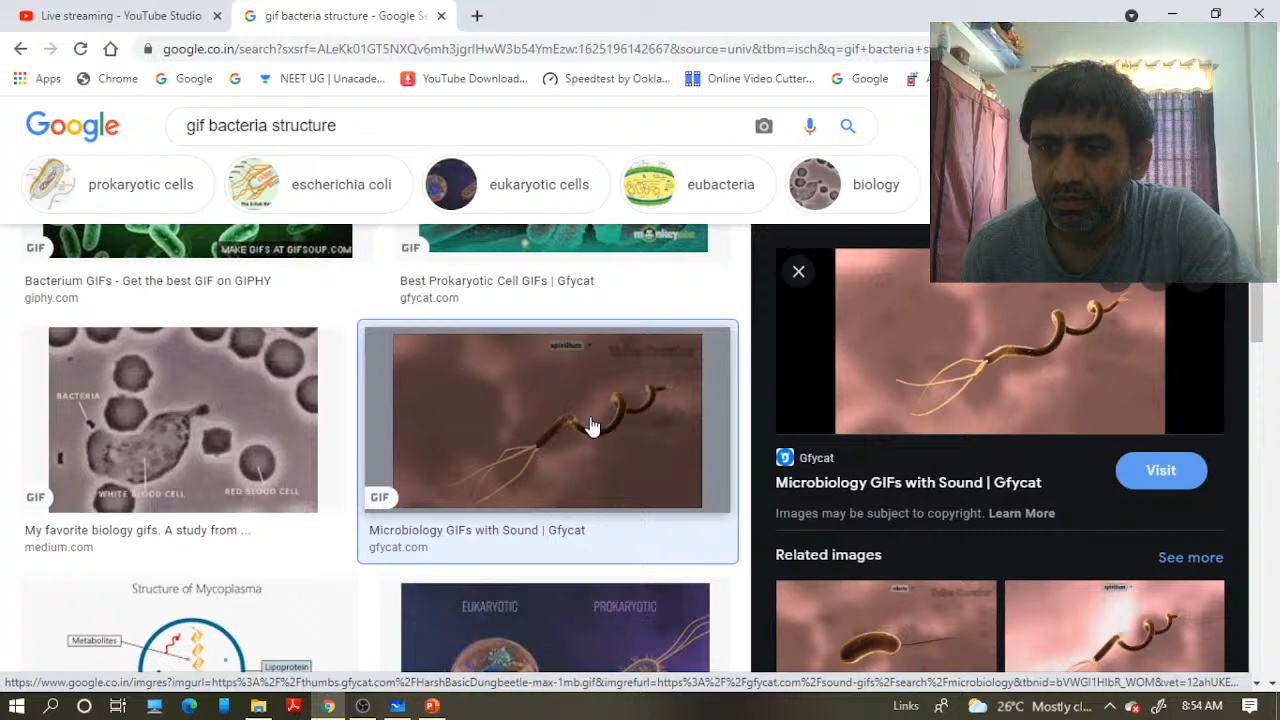 Live streaming - YouTube Studio
gif bacteria structure - Google S
google.co.in/search?sxsrf=ALeKk01GT5NXQv6mh3jgrIHwW3b54YmEzw:1625196142667&source=univ&tbm=isch&q=gif+bacteria+s
Apps Chrome Google NEET UG | Unacade... YouTube Download... Speedtest by Ookla... Online Video Cutter... Google
Google
gif bacteria structure
prokaryotic cells
escherichia coli
eukaryotic cells
eubacteria
biology
GIF
MAKE GIFS AT GIFSOUP.COM
GIF
Bacterium GIFs - Get the best GIF on GIPHY
giphy.com
Best Prokaryotic Cell GIFs | Gfycat
gfycat.com
BACTERIA
WHITE BLOOD CELL
RED BLOOD CELL
GIF
My favorite biology gifs. A study from ...
medium.com
spirillum
GIF
Microbiology GIFs with Sound | Gfycat
gfycat.com
Structure of Mycoplasma
Metabolites
Lipoprotein
EUKARYOTIC
PROKARYOTIC
Gfycat
Visit
Microbiology GIFs with Sound | Gfycat
Images may be subject to copyright. Learn More
Related images
See more
spirillum
https://www.google.co.in/imgres?imgurl=https%3A%2F%2Fthumbs.gfycat.com%2FHarshBasicDungbeetle-max-1mb.gif&imgrefurl=https%3A%2F%2Fgfycat.com%2Fsound-gifs%2Fsearch%2Fmicrobiology&tbnid=bVWGI1HIbR_WOM&vet=12ahUKE...
Links
26°C Mostly cl...
8:54 AM